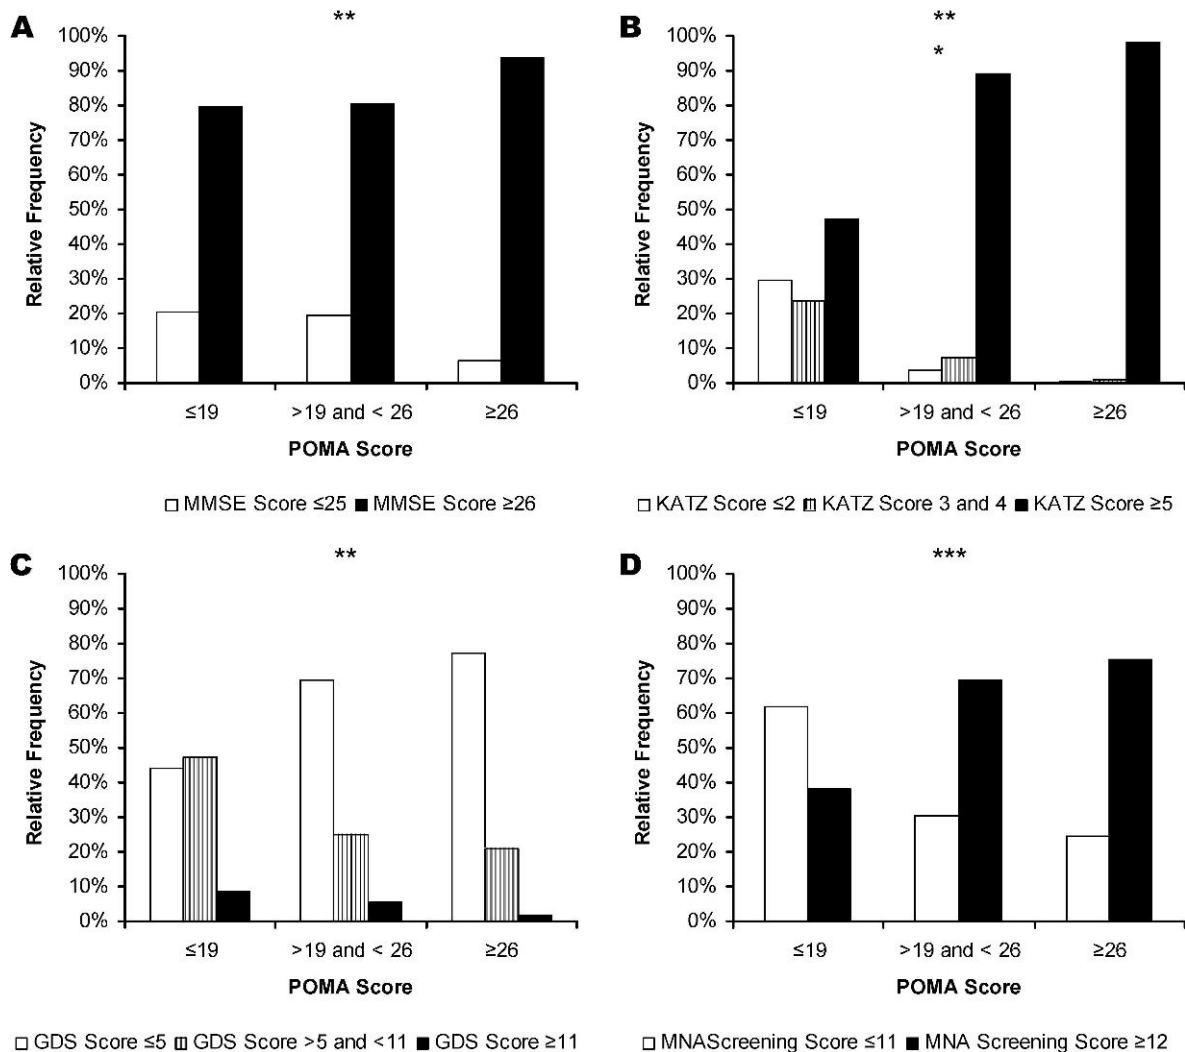 A
**
100%
90%
80%
70%
60%
50%
40%
30%
20%
10%
0%
Relative Frequency
≤19 >19 and < 26 ≥26
POMA Score
□ MMSE Score ≤25 ■ MMSE Score ≥26
B
**
*
100%
90%
80%
70%
60%
50%
40%
30%
20%
10%
0%
Relative Frequency
≤19 >19 and < 26 ≥26
POMA Score
□ KATZ Score ≤2 ▥ KATZ Score 3 and 4 ■ KATZ Score ≥5
C
**
100%
90%
80%
70%
60%
50%
40%
30%
20%
10%
0%
Relative Frequency
≤19 >19 and < 26 ≥26
POMA Score
□ GDS Score ≤5 ▥ GDS Score >5 and <11 ■ GDS Score ≥11
D
***
100%
90%
80%
70%
60%
50%
40%
30%
20%
10%
0%
Relative Frequency
≤19 >19 and < 26 ≥26
POMA Score
□ MNAScreening Score ≤11 ■ MNA Screening Score ≥12